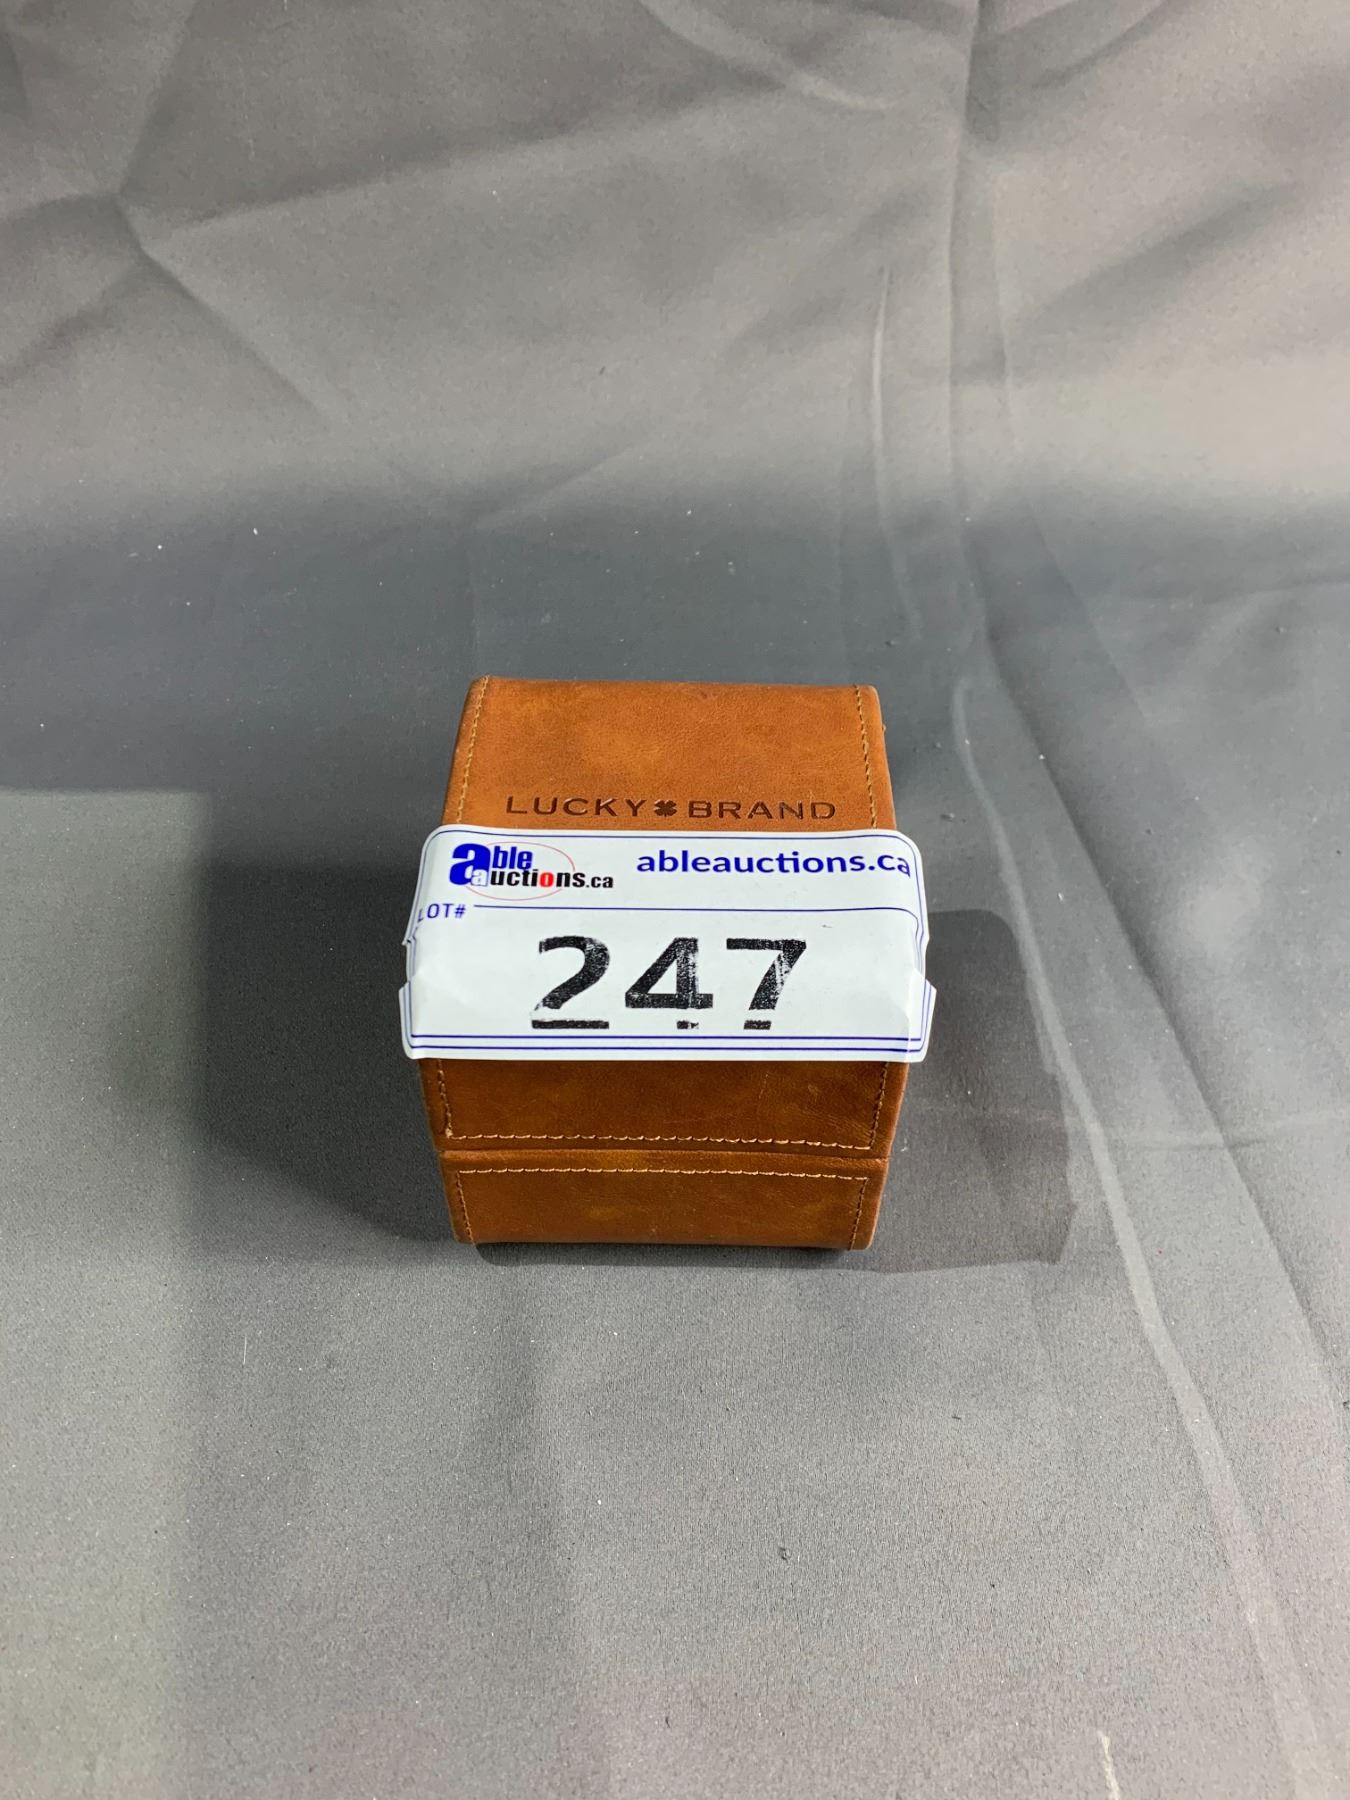 LUCKY BRAND
able auctions.ca
ableauctions.ca
LOT#
247